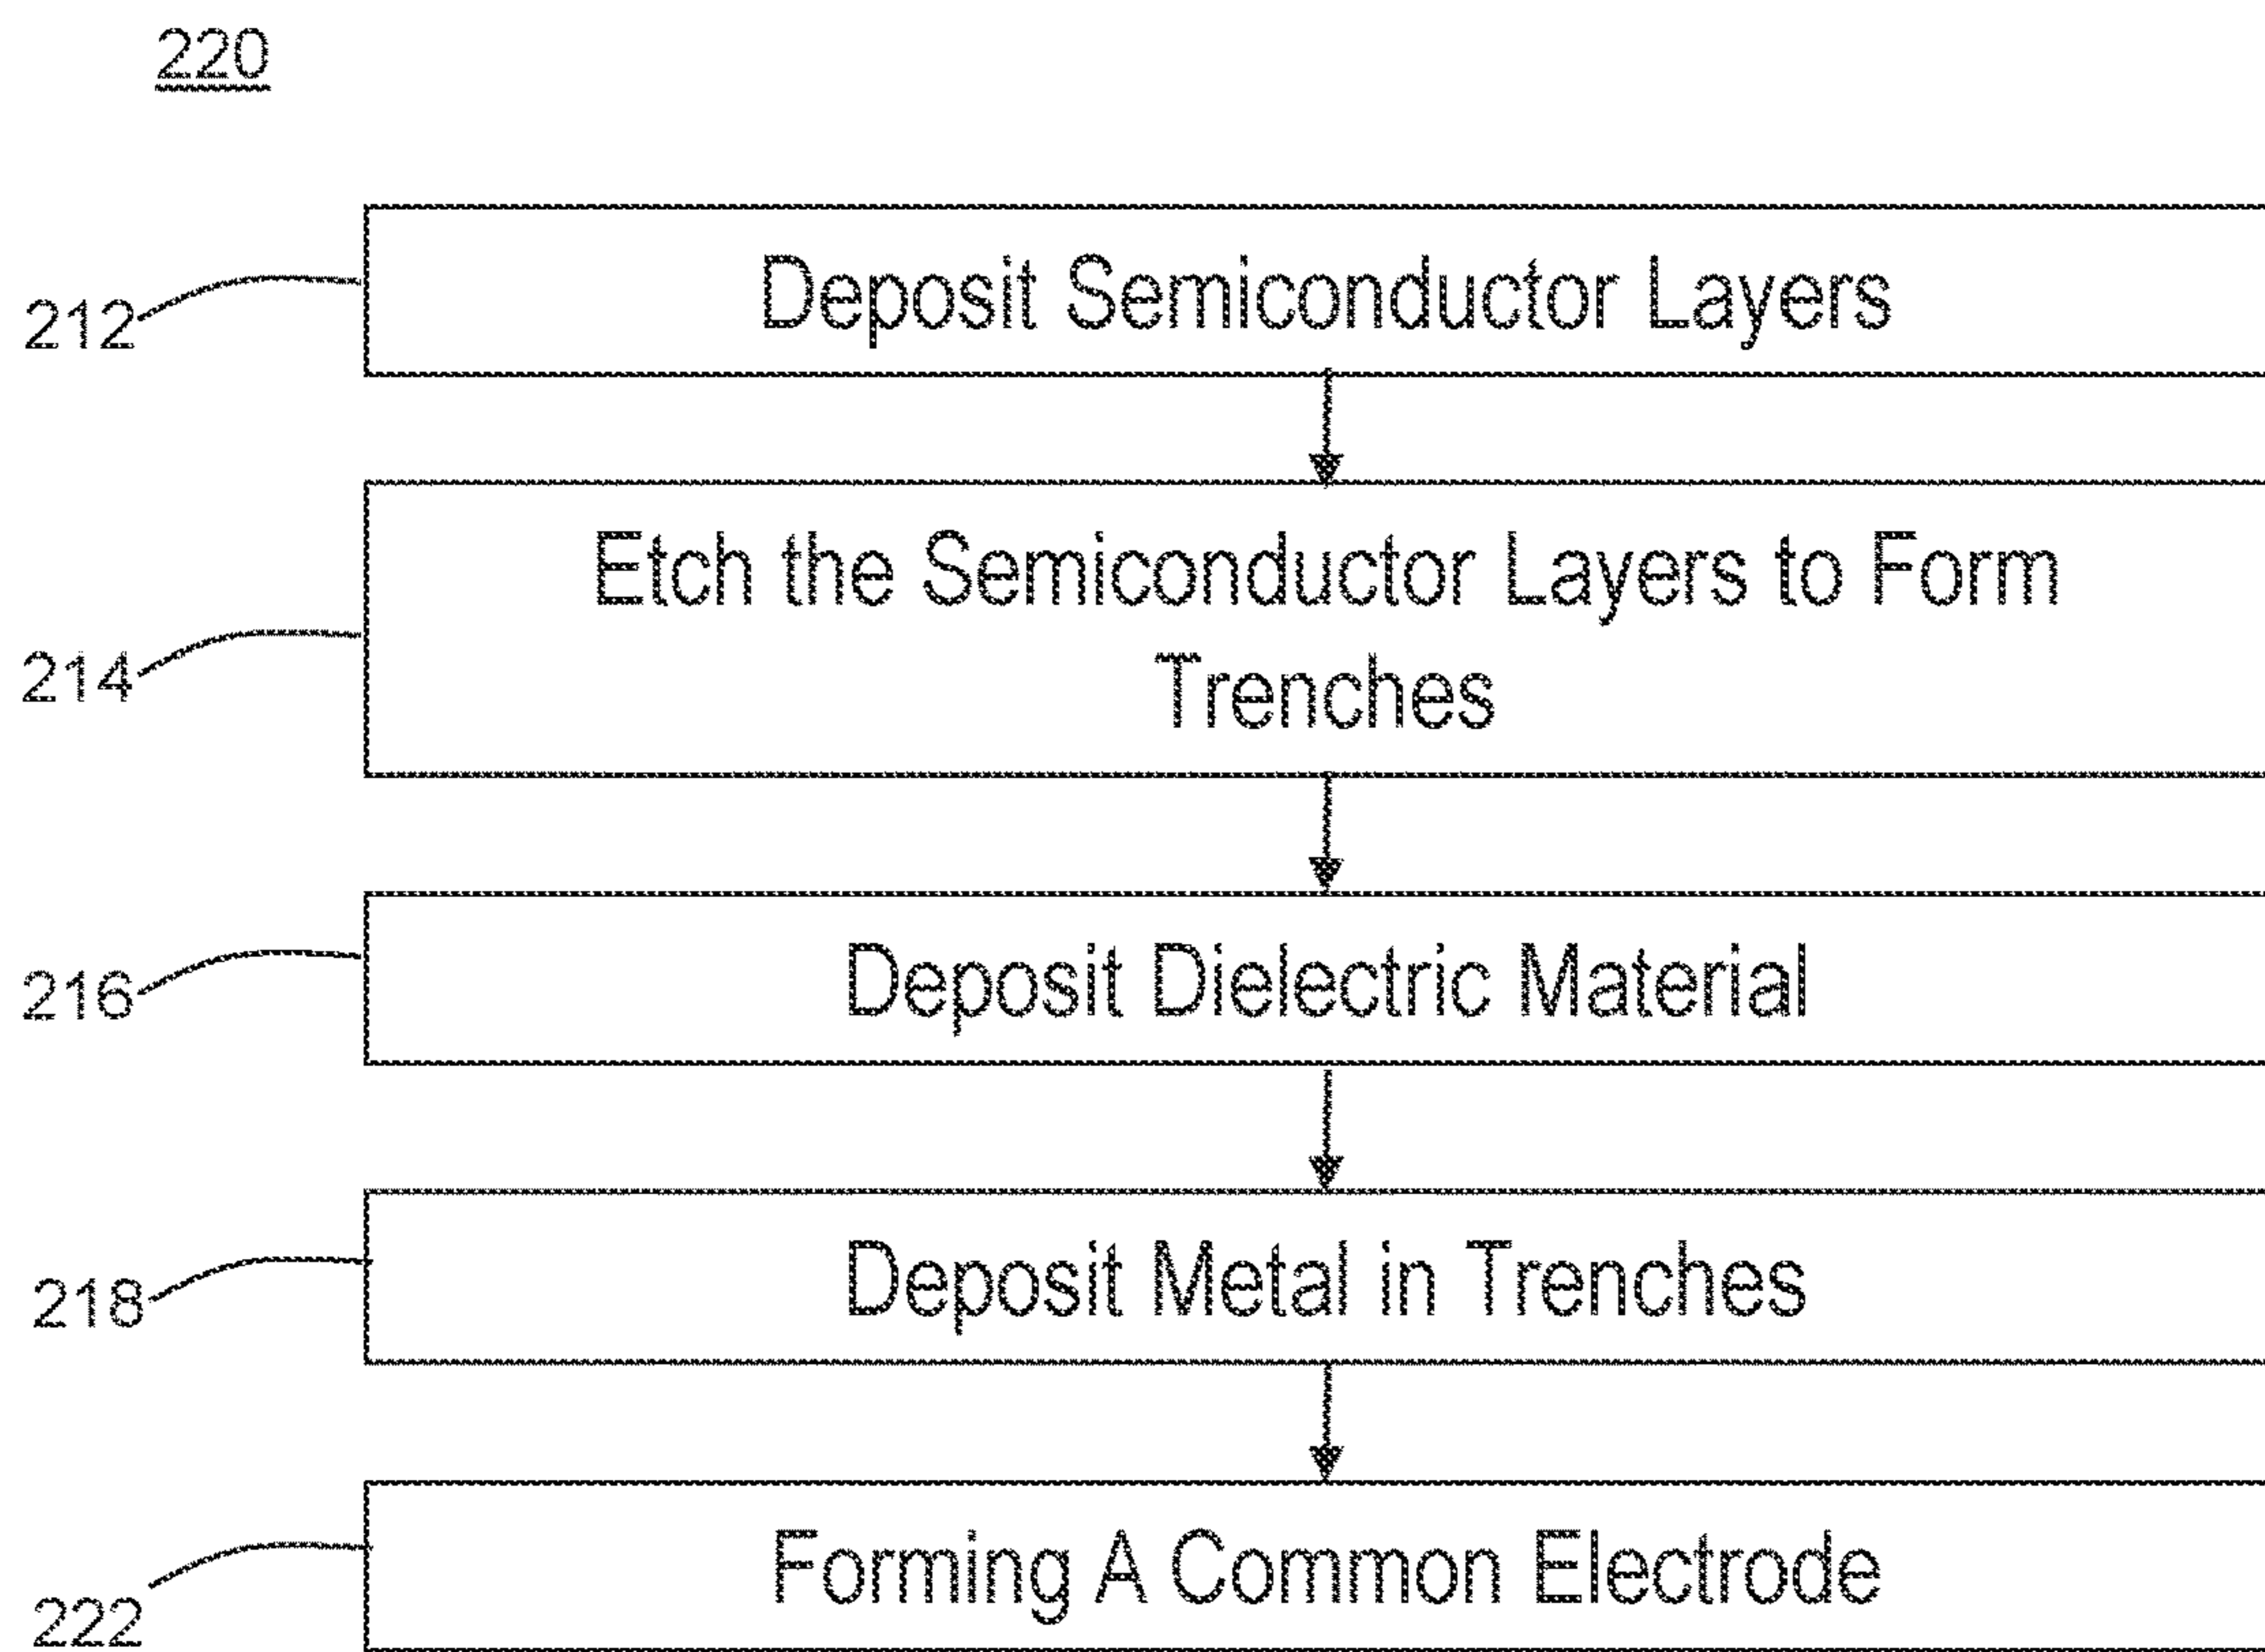 220
212
Deposit Semiconductor Layers
214
Etch the Semiconductor Layers to Form
Trenches
216
Deposit Dielectric Material
218
Deposit Metal in Trenches
222
Forming A Common Electrode